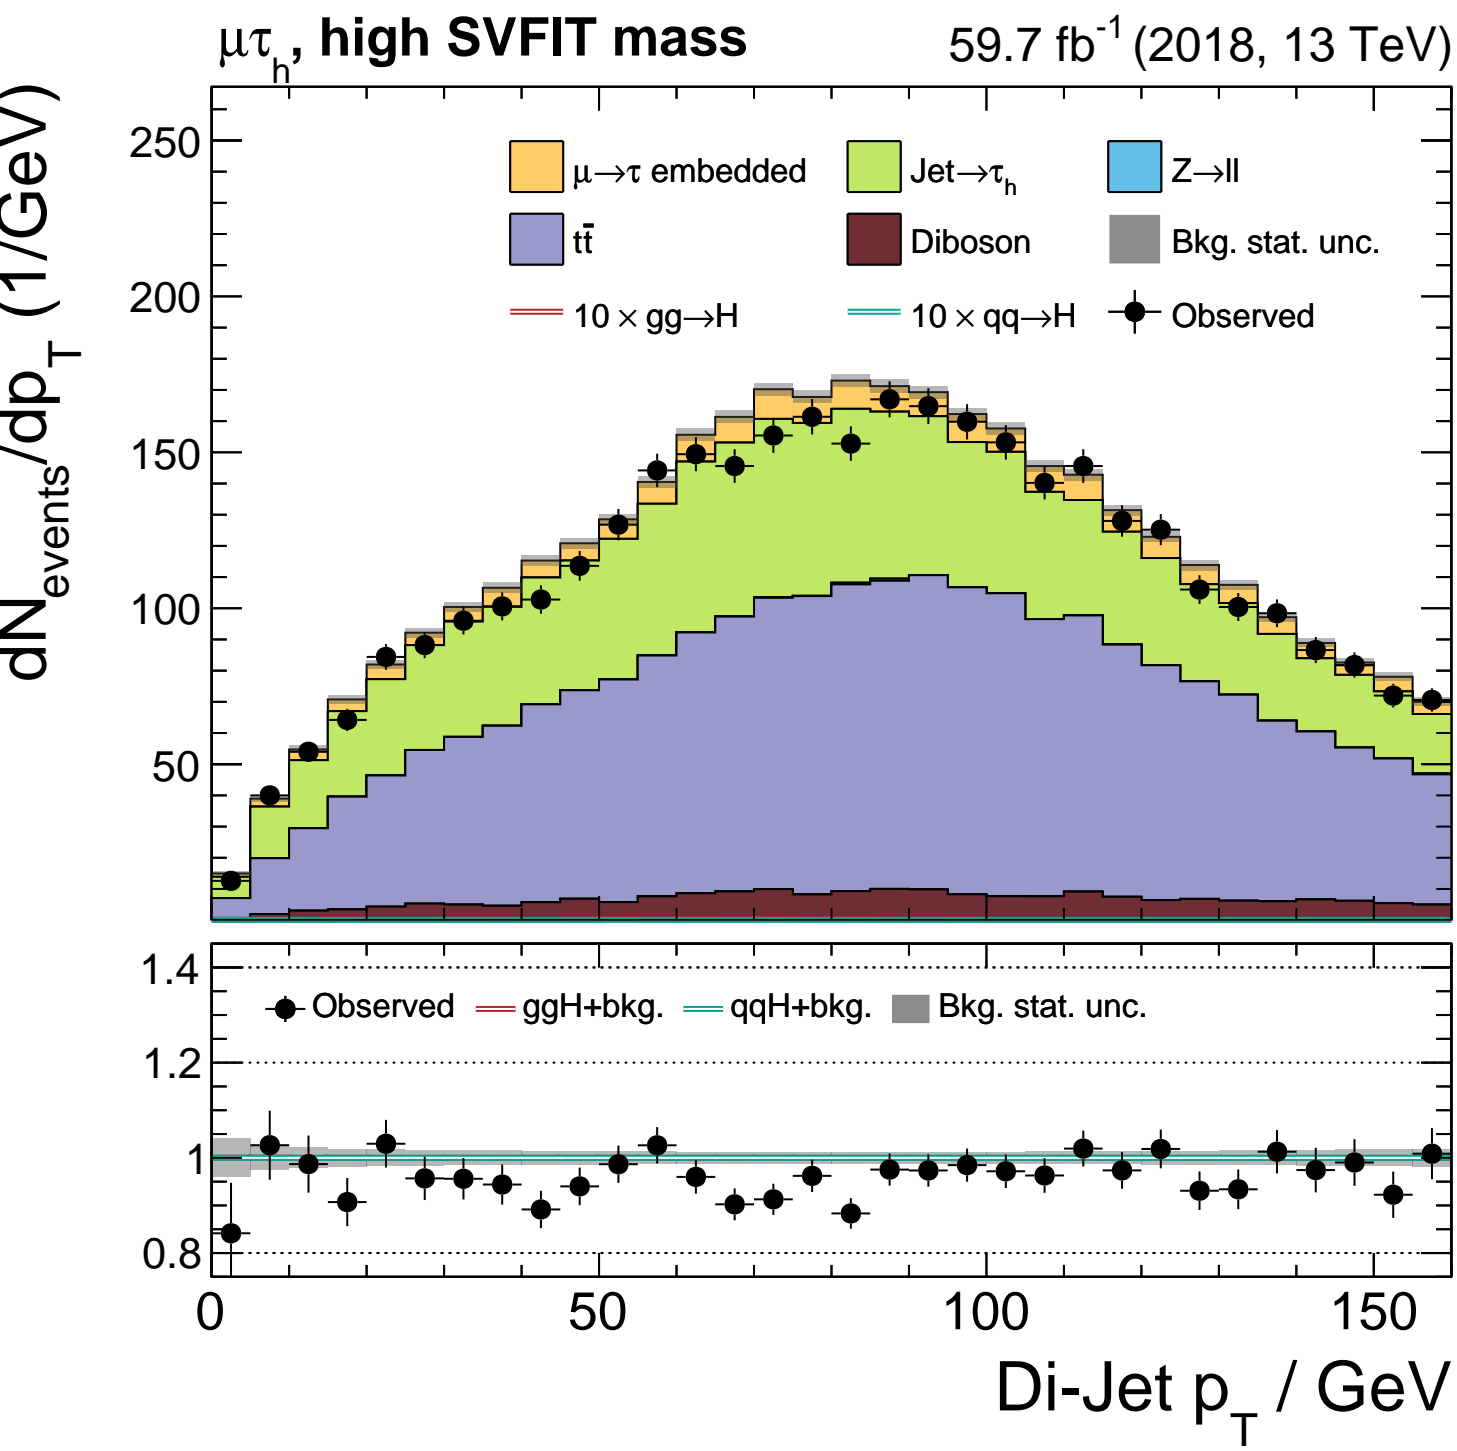 μτh, high SVFIT mass 59.7 fb-1 (2018, 13 TeV)
dNevents/dpT (1/GeV)
250
200
150
100
50
μ→τ embedded Jet→τh Z→ll
tt̄ Diboson Bkg. stat. unc.
10 × gg→H 10 × qq→H Observed
1.4
1.2
1
0.8
Observed ggH+bkg. qqH+bkg. Bkg. stat. unc.
0 50 100 150
Di-Jet pT / GeV